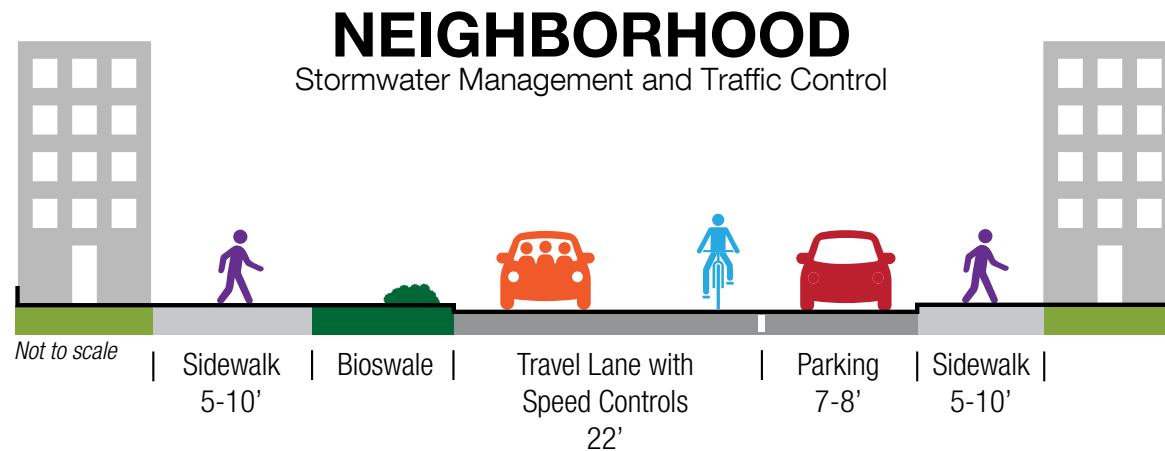 NEIGHBORHOOD
Stormwater Management and Traffic Control
Not to scale
Sidewalk
5-10’
Bioswale
Travel Lane with
Speed Controls
22’
Parking
7-8’
Sidewalk
5-10’